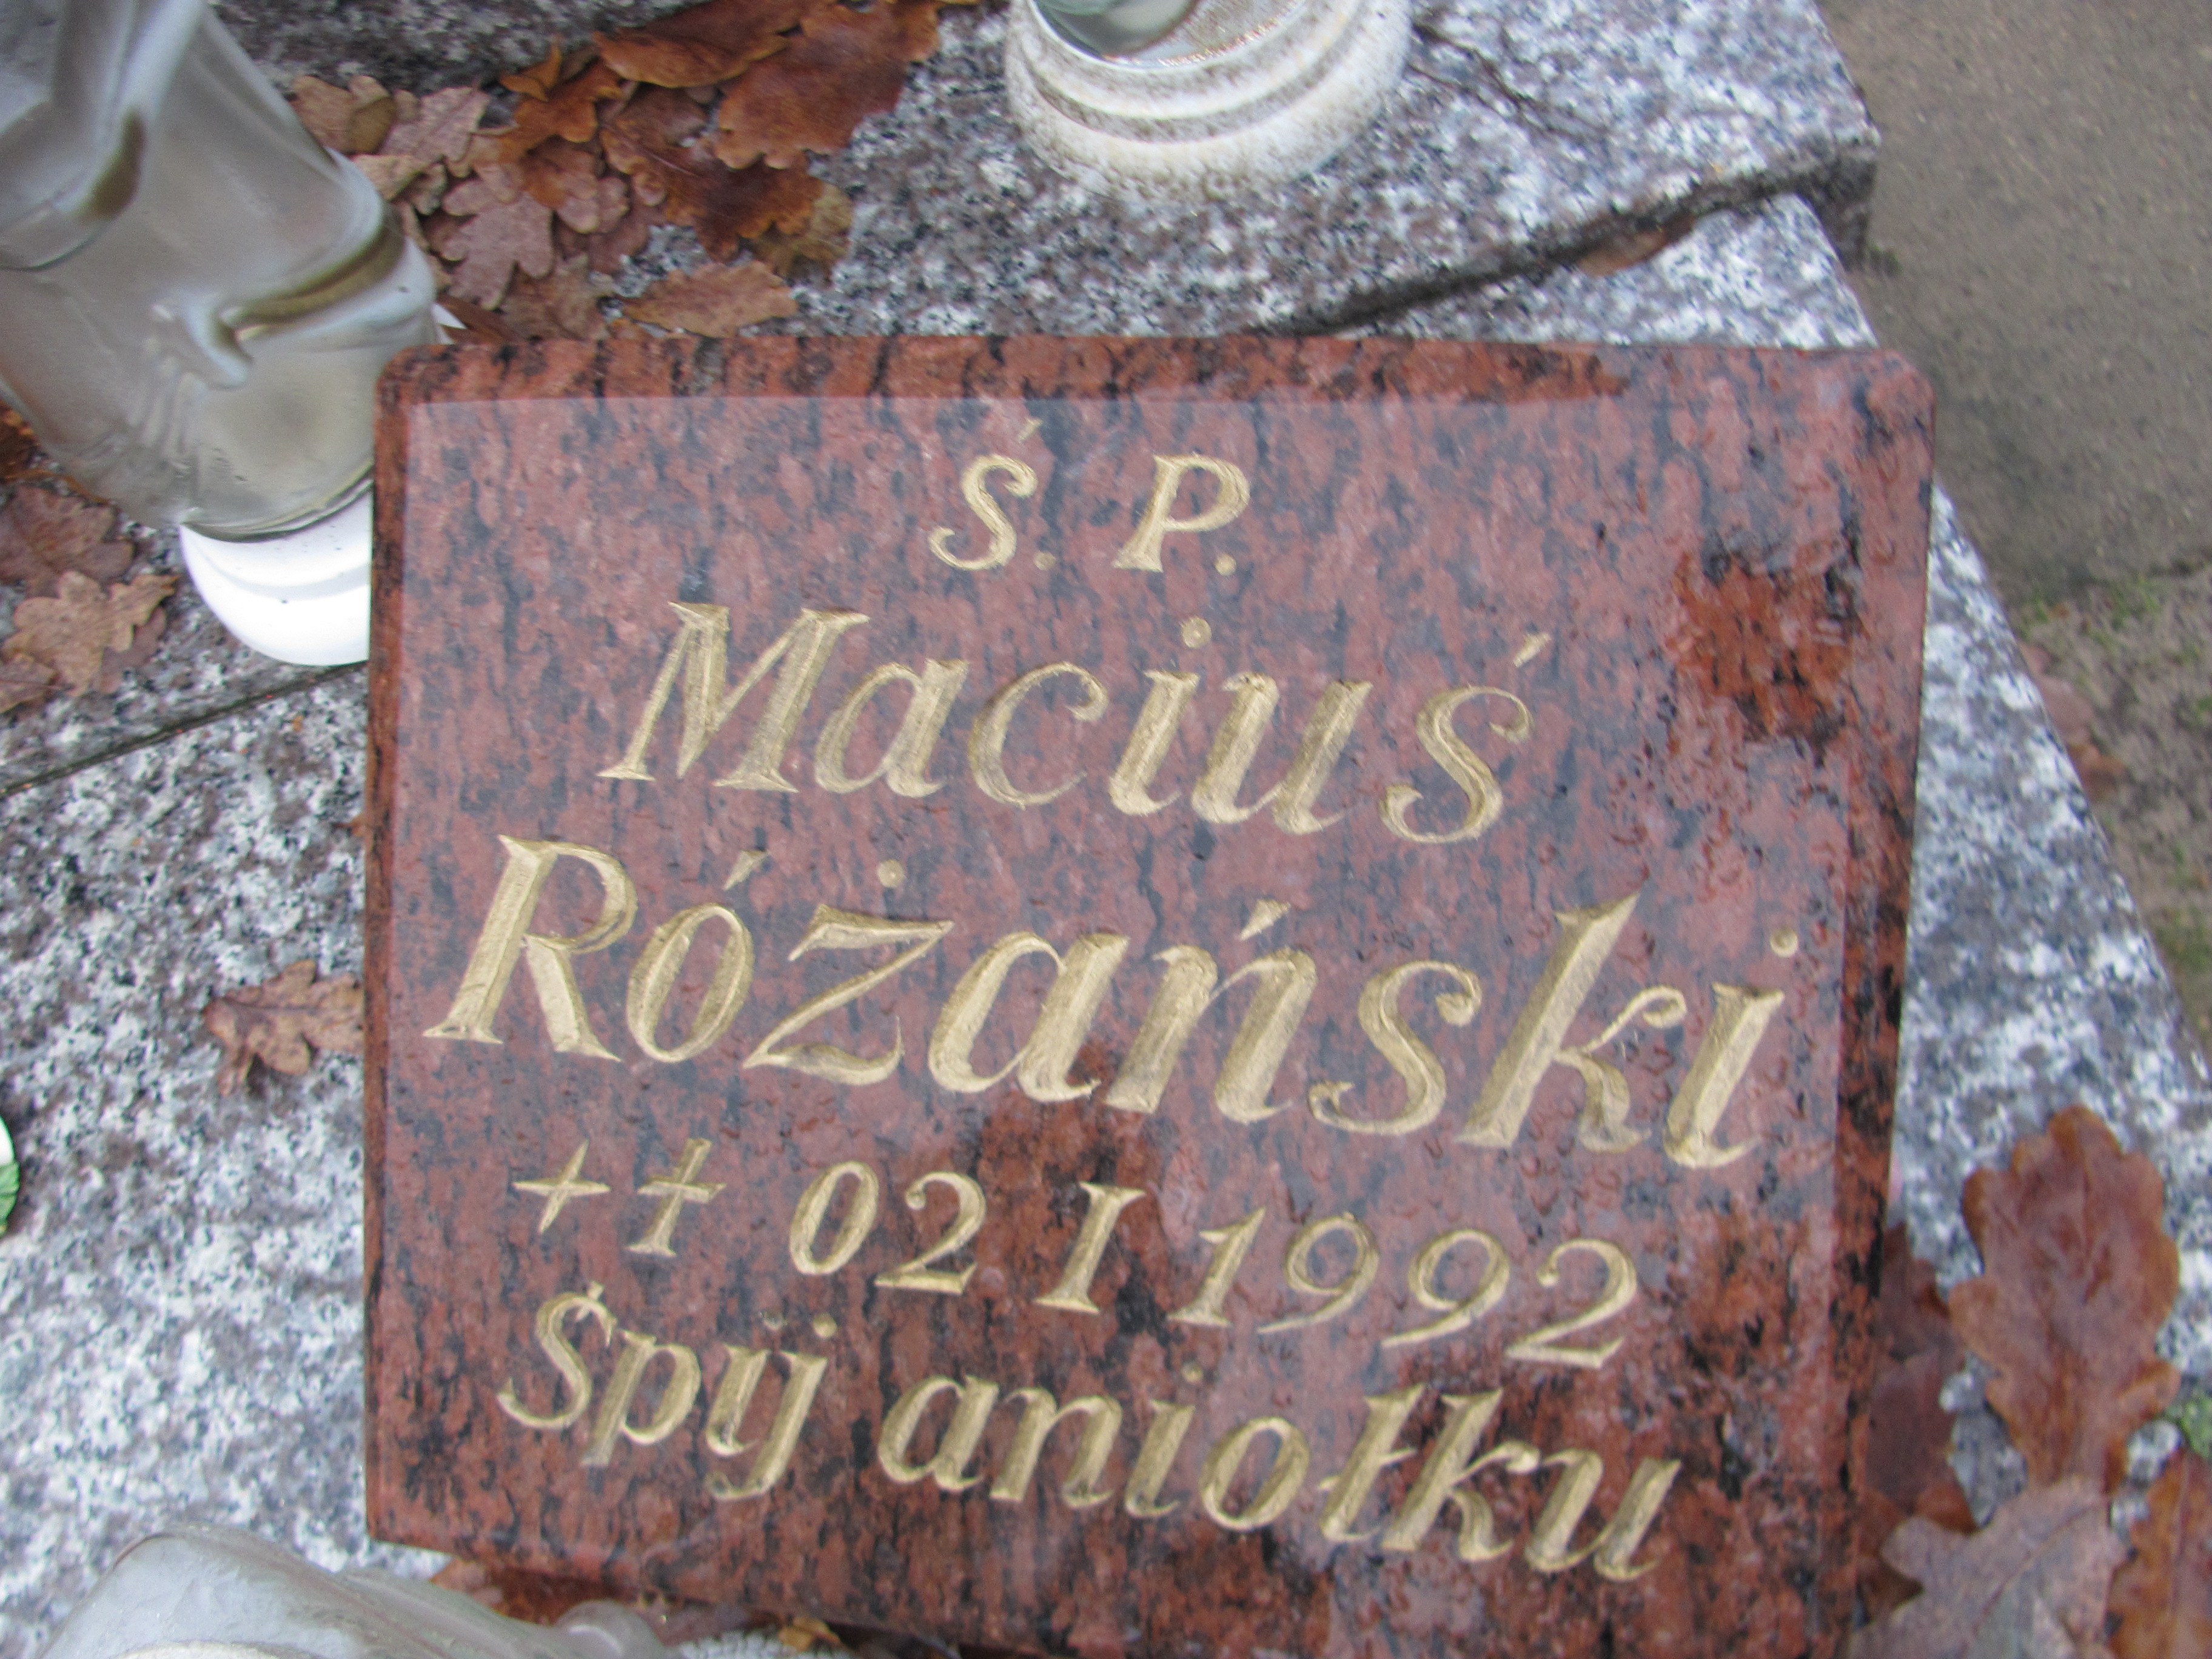 Ś. P.
Maciuś
Różański
+ † 02 I 1992
Śpij aniołku